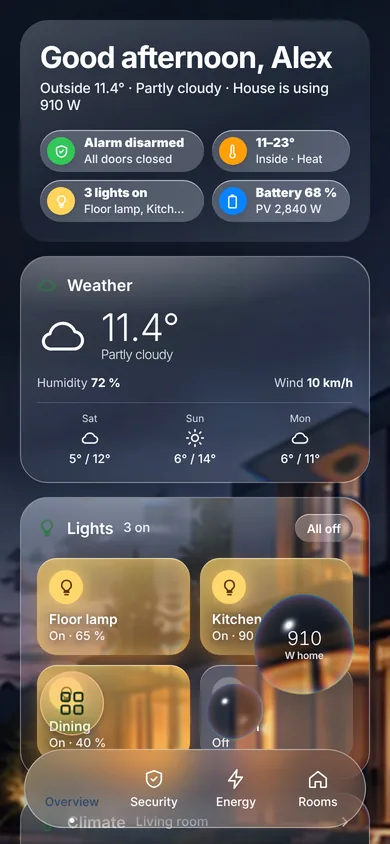 Good afternoon, Alex
Outside 11.4° · Partly cloudy · House is using
910 W
Alarm disarmed
All doors closed
11–23°
Inside · Heat
3 lights on
Floor lamp, Kitch...
Battery 68 %
PV 2,840 W
Weather
11.4°
Partly cloudy
Humidity 72 %
Wind 10 km/h
Sat
Sun
Mon
5° / 12°
6° / 14°
6° / 11°
Lights 3 on
All off
Floor lamp
On · 65 %
Kitchen
On · 90
910
W home
Dining
On · 40 %
Off
Overview
Security
Energy
Rooms
Climate Living room